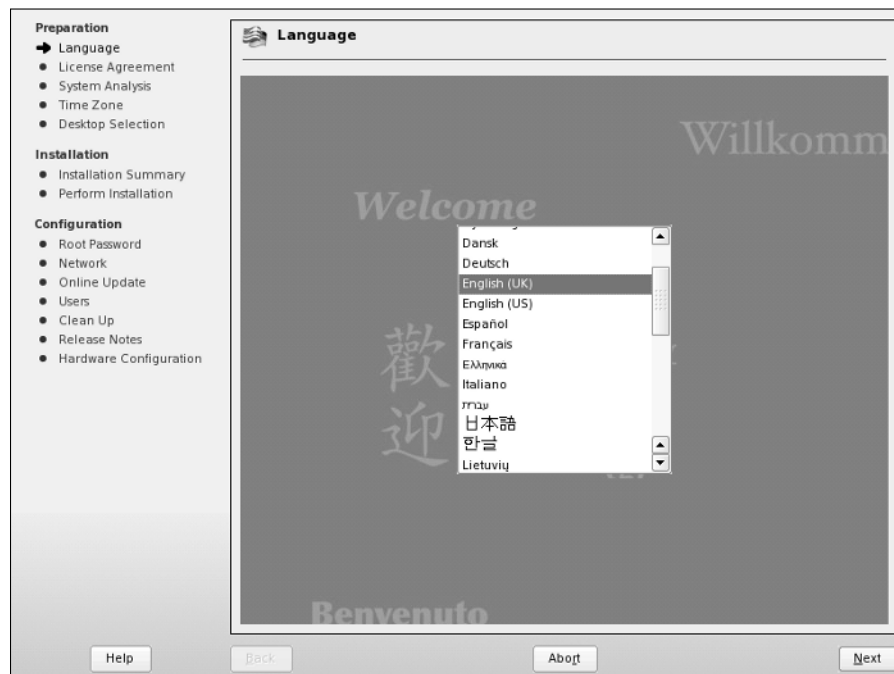 Preparation
Language
License Agreement
System Analysis
Time Zone
Desktop Selection
Installation
Installation Summary
Perform Installation
Configuration
Root Password
Network
Online Update
Users
Clean Up
Release Notes
Hardware Configuration
Language
Willkomm
Welcome
歡迎
Dansk
Deutsch
English (UK)
English (US)
Español
Français
Ελληνικά
Italiano
עברית
日本語
한글
Lietuvių
Benvenuto
Help
Back
Abort
Next